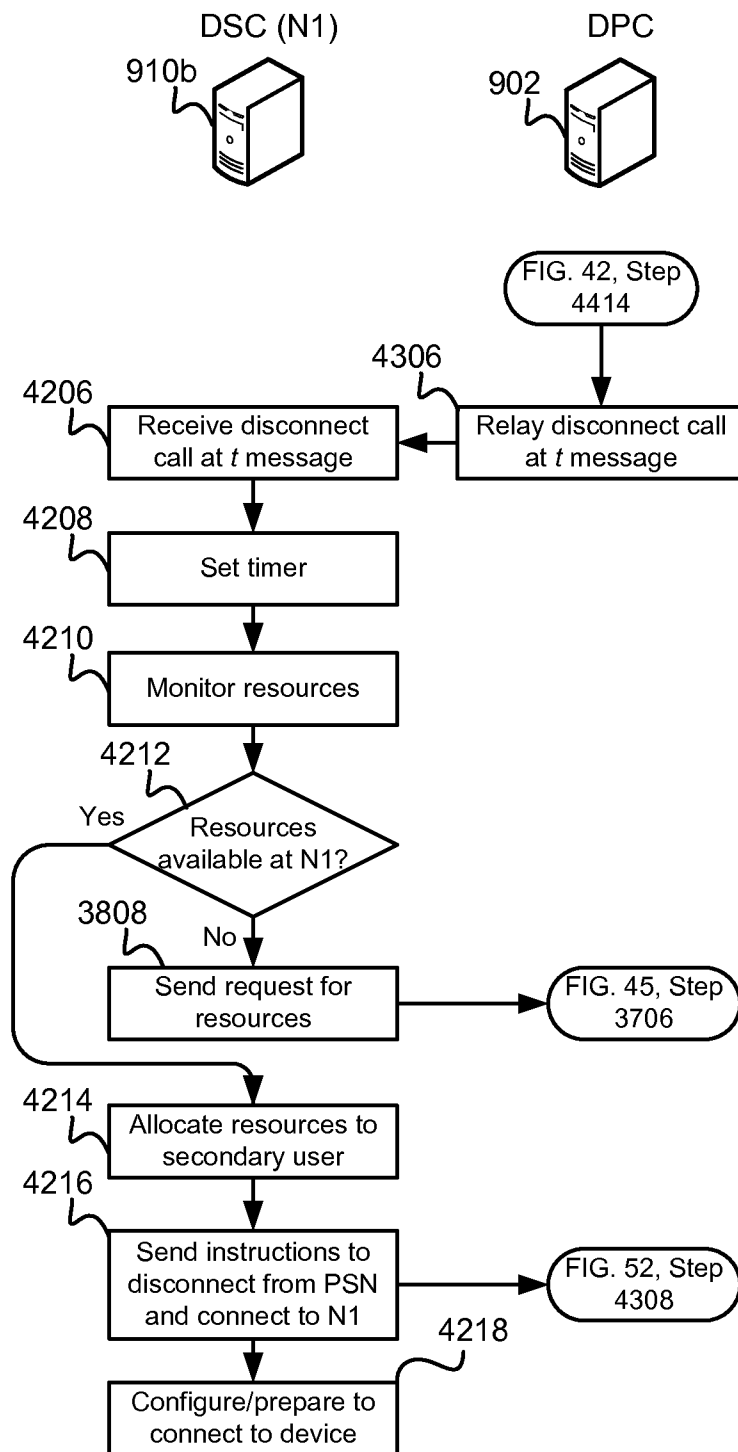 DSC (N1)
DPC
910b
902
FIG. 42, Step
4414
4306
4206
Receive disconnect
call at t message
Relay disconnect call
at t message
4208
Set timer
4210
Monitor resources
4212
Yes
Resources
available at N1?
3808
No
Send request for
resources
FIG. 45, Step
3706
4214
Allocate resources to
secondary user
4216
Send instructions to
disconnect from PSN
and connect to N1
FIG. 52, Step
4308
4218
Configure/prepare to
connect to device